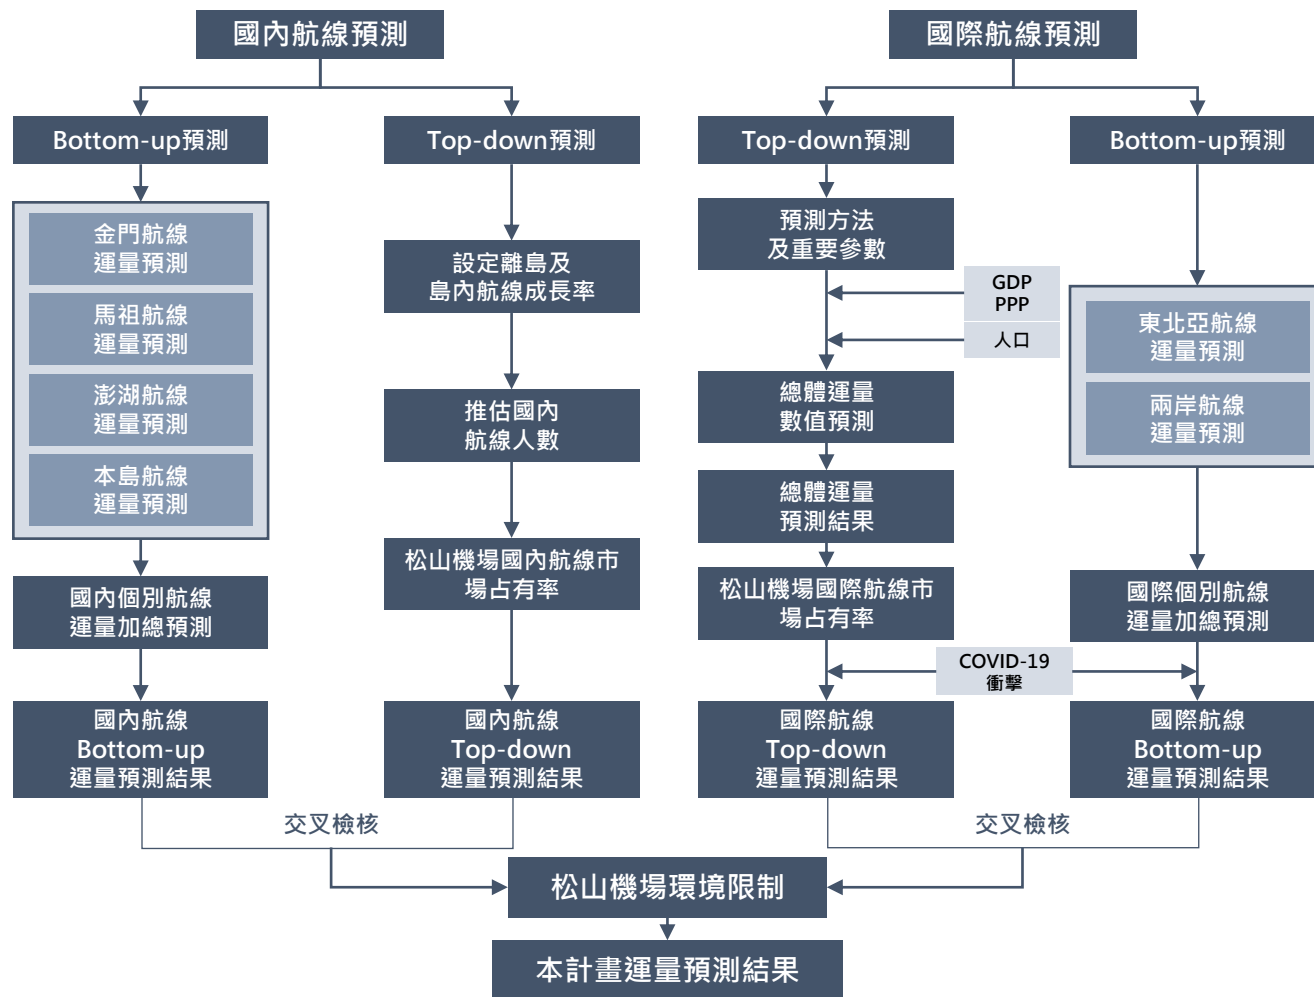 國內航線預測
國際航線預測
Bottom-up預測
Top-down預測
Top-down預測
Bottom-up預測
金門航線
運量預測
馬祖航線
運量預測
澎湖航線
運量預測
本島航線
運量預測
國內個別航線
運量加總預測
國內航線
Bottom-up
運量預測結果
設定離島及
島內航線成長率
推估國內
航線人數
松山機場國內航線市
場占有率
國內航線
Top-down
運量預測結果
交叉檢核
預測方法
及重要參數
GDP
PPP
人口
總體運量
數值預測
總體運量
預測結果
松山機場國際航線市
場占有率
COVID-19
衝擊
國際航線
Top-down
運量預測結果
東北亞航線
運量預測
兩岸航線
運量預測
國際個別航線
運量加總預測
國際航線
Bottom-up
運量預測結果
交叉檢核
松山機場環境限制
本計畫運量預測結果